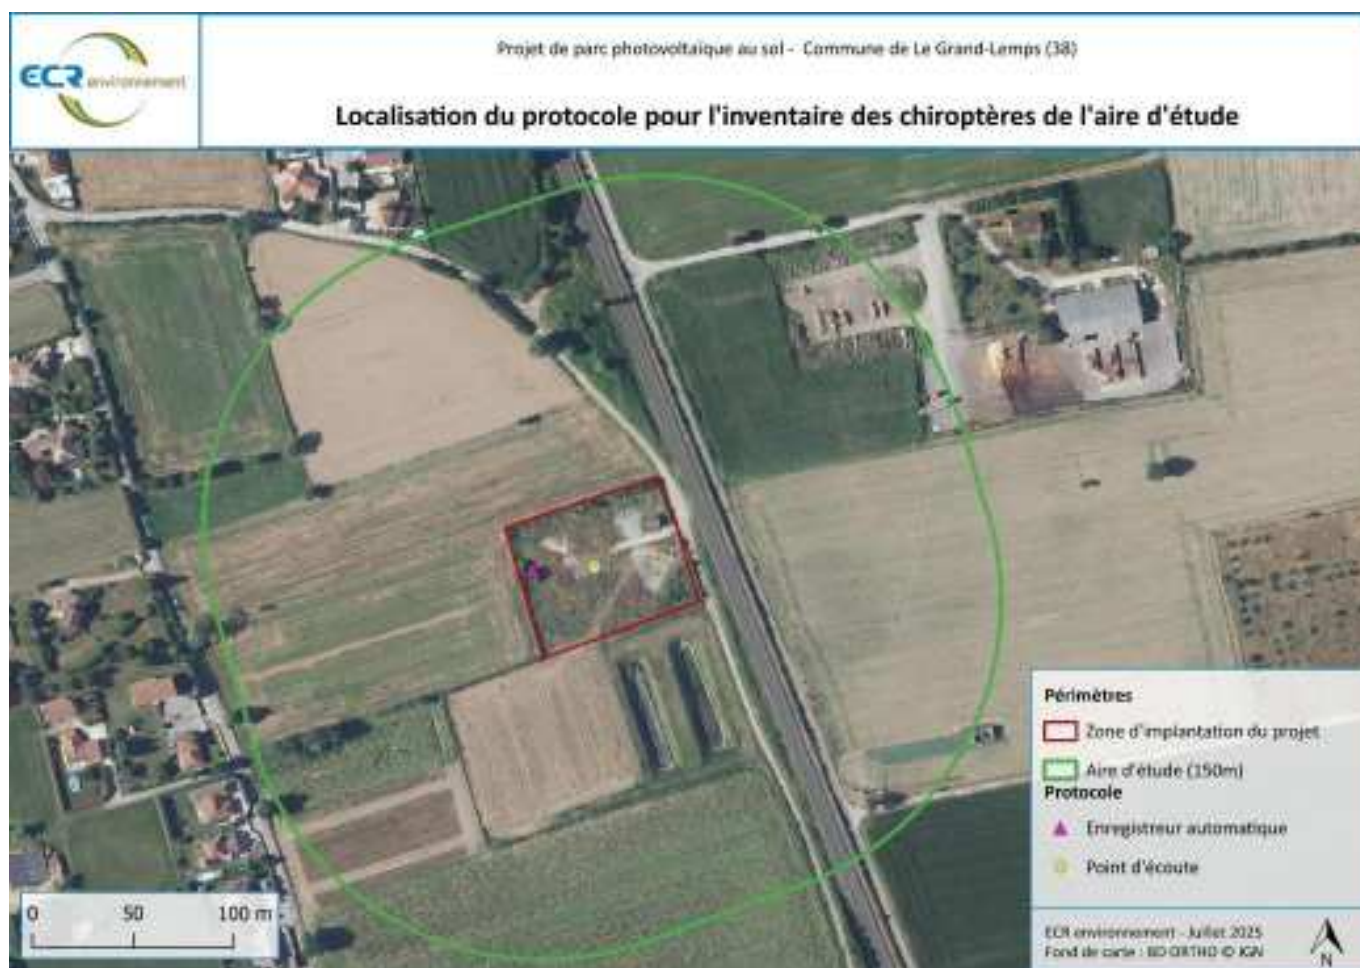 Projet de parc photovoltaïque au sol - Commune de Le Grand-Lemps (38)
ECR environnement
Localisation du protocole pour l'inventaire des chiroptères de l'aire d'étude
Périmètres
Zone d'implantation du projet
Aire d'étude (150m)
Protocole
Enregistreur automatique
Point d'écoute
0 50 100 m
ECR environnement - Juillet 2025
Fond de carte : BD ORTHO © IGN
N